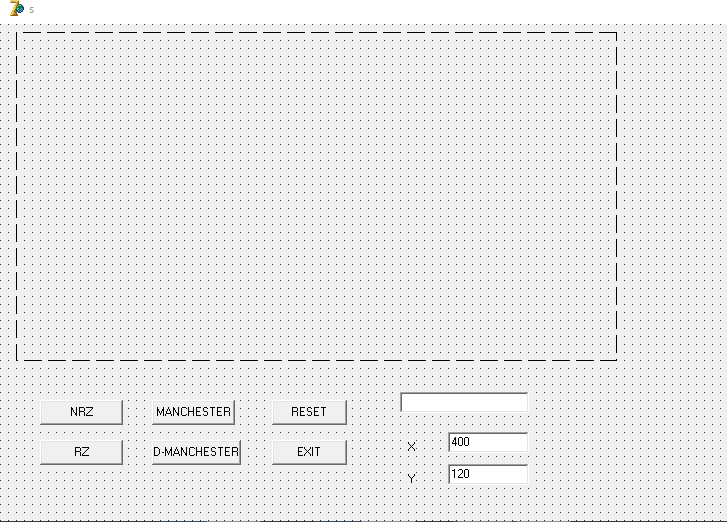 s
NRZ
MANCHESTER
RESET
RZ
D-MANCHESTER
EXIT
X
400
Y
120